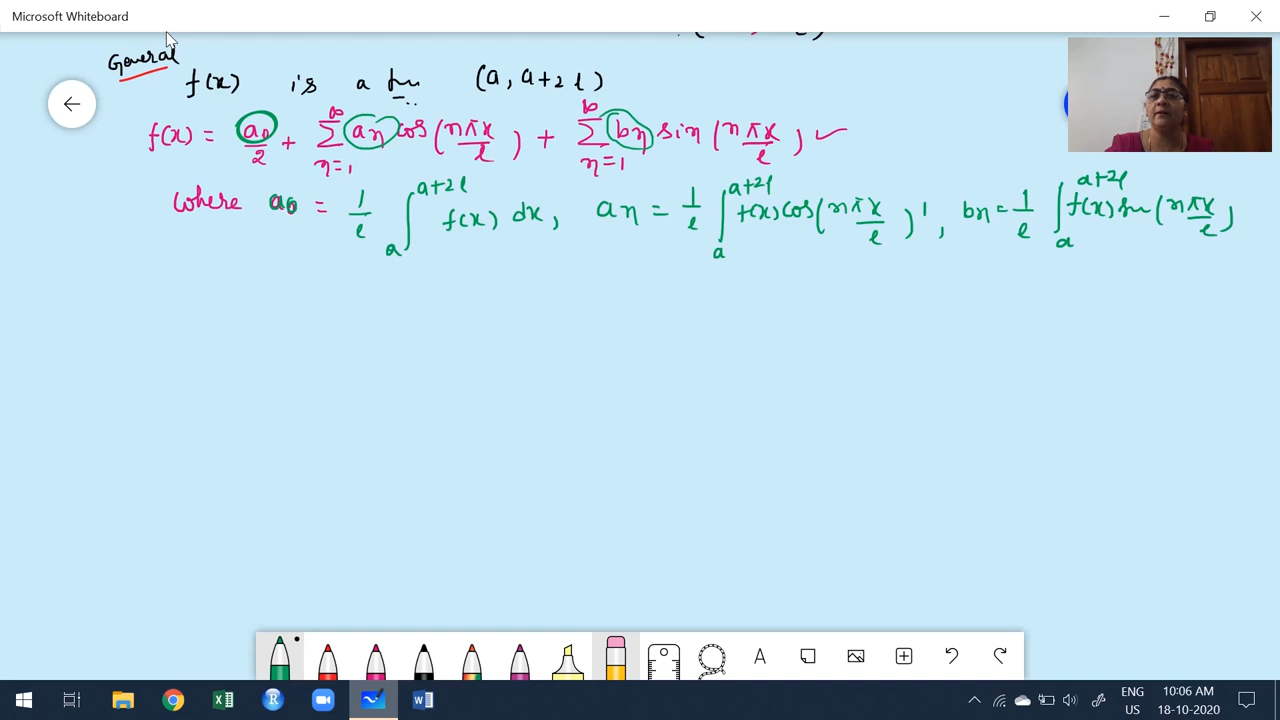 Microsoft Whiteboard
General
f(x) is a fn (a, a+2l)
f(x) = a₀/2 + ∑_{n=1}^{∞} aₙ cos(nπx/l) + ∑_{n=1}^{∞} bₙ sin(nπx/l) ✓
where a₀ = 1/l ∫_a^{a+2l} f(x) dx, aₙ = 1/l ∫_a^{a+2l} f(x) cos(nπx/l), bₙ = 1/l ∫_a^{a+2l} f(x) sin(nπx/l)
A
ENG
US
10:06 AM
18-10-2020